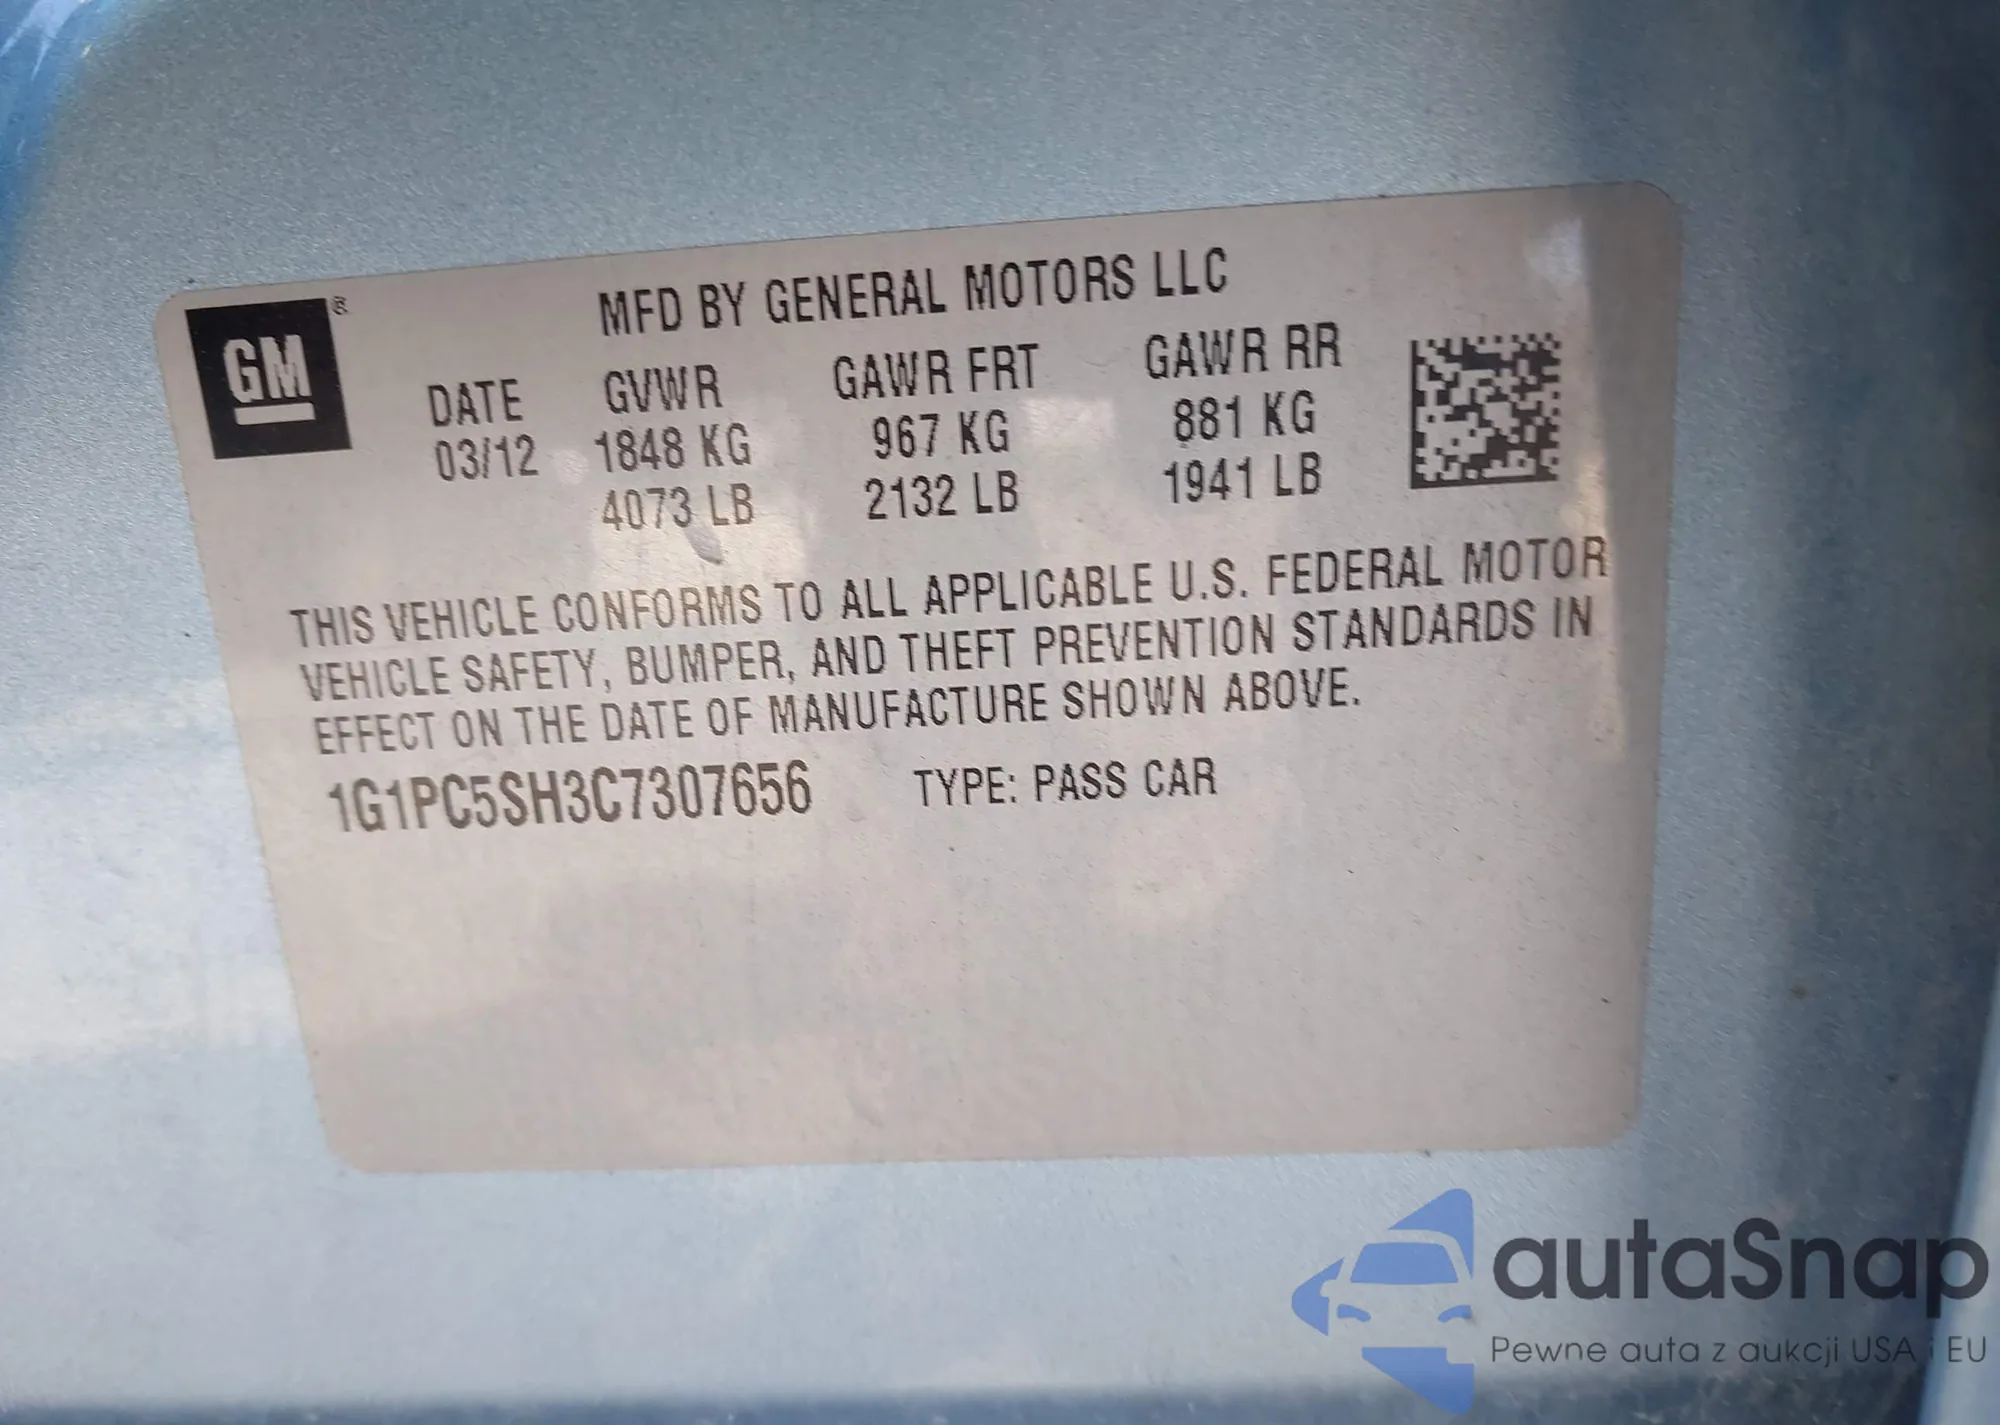 GM ®
MFD BY GENERAL MOTORS LLC
DATE GVWR GAWR FRT GAWR RR
03/12 1848 KG 967 KG 881 KG
4073 LB 2132 LB 1941 LB
THIS VEHICLE CONFORMS TO ALL APPLICABLE U.S. FEDERAL MOTOR
VEHICLE SAFETY, BUMPER, AND THEFT PREVENTION STANDARDS IN
EFFECT ON THE DATE OF MANUFACTURE SHOWN ABOVE.
1G1PC5SH3C7307656 TYPE: PASS CAR
autaSnap
Pewne auta z aukcji USA i EU